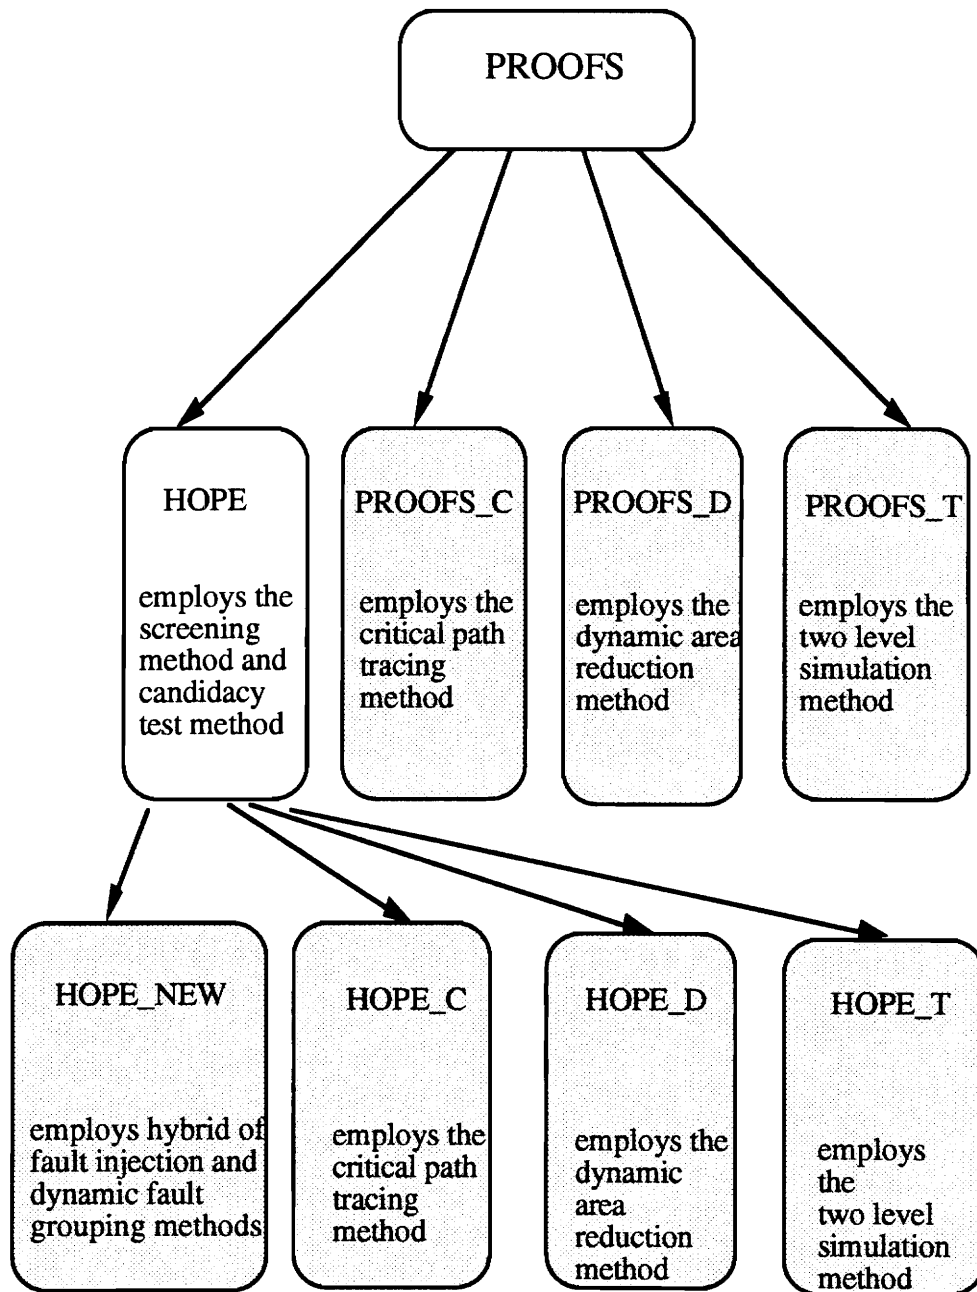 PROOFS
HOPE
employs the
screening
method and
candidacy
test method
PROOFS_C
employs the
critical path
tracing
method
PROOFS_D
employs the
dynamic area
reduction
method
PROOFS_T
employs the
two level
simulation
method
HOPE_NEW
employs hybrid of
fault injection and
dynamic fault
grouping methods
HOPE_C
employs the
critical path
tracing
method
HOPE_D
employs the
dynamic
area
reduction
method
HOPE_T
employs
the
two level
simulation
method